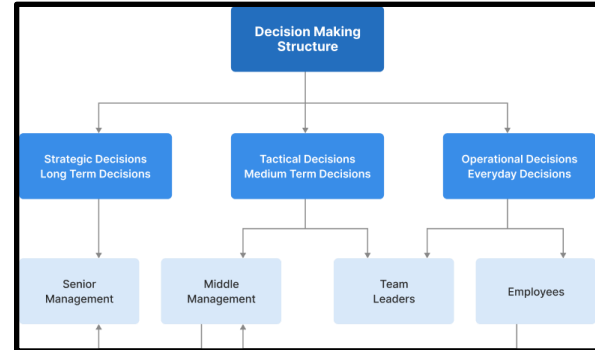 Decision Making
Structure
Strategic Decisions
Long Term Decisions
Tactical Decisions
Medium Term Decisions
Operational Decisions
Everyday Decisions
Senior
Management
Middle
Management
Team
Leaders
Employees